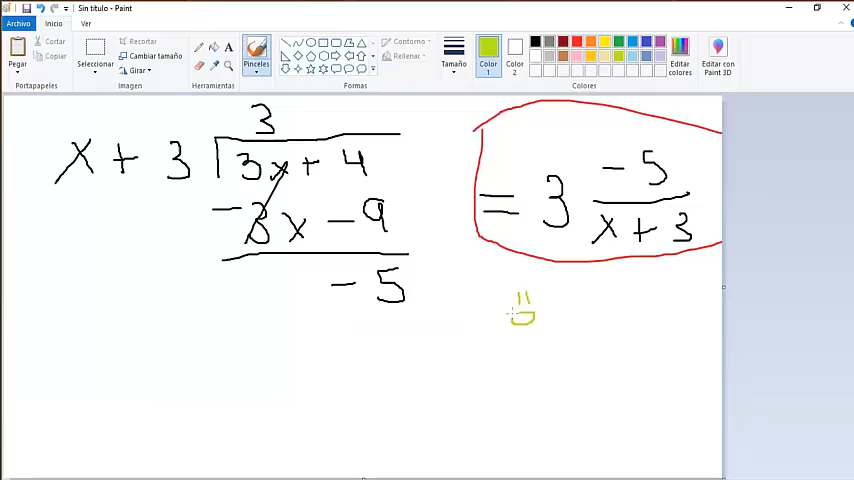 Sin título - Paint
Archivo Inicio Ver
Pegar
Cortar
Copiar
Portapapeles
Seleccionar
Recortar
Cambiar tamaño
Girar
Imagen
A
Herramientas
Pinceles
Contorno
Rellenar
Formas
Tamaño
Color 1
Color 2
Colores
Editar colores
Editar con Paint 3D
3
x + 3 3x + 4
- 3x - 9
- 5
= 3 -5
x + 3